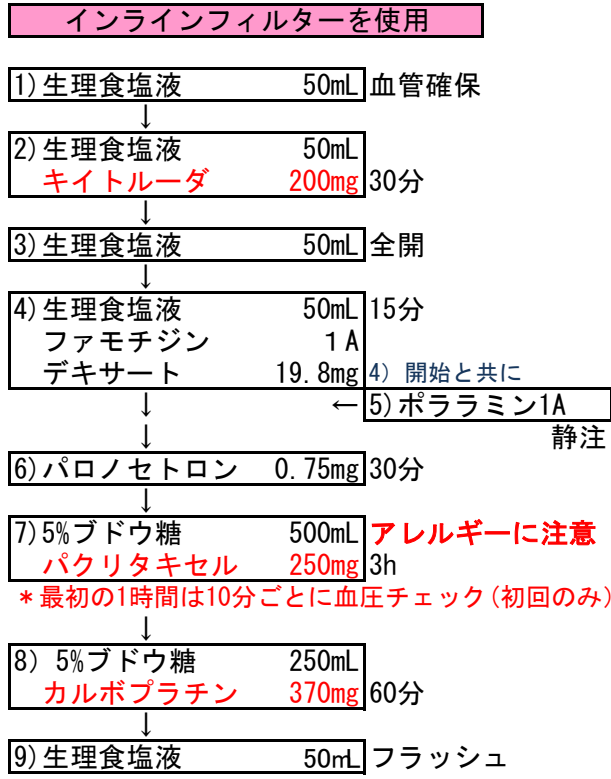 インラインフィルターを使用
1)生理食塩液 50mL 血管確保
↓
2)生理食塩液 50mL
キイトルーダ 200mg 30分
↓
3)生理食塩液 50mL 全開
↓
4)生理食塩液 50mL 15分
ファモチジン 1A
デキサート 19.8mg 4) 開始と共に
↓ ← 5)ポララミン1A
↓ 静注
6)パロノセトロン 0.75mg 30分
↓
7)5%ブドウ糖 500mL アレルギーに注意
パクリタキセル 250mg 3h
*最初の1時間は10分ごとに血圧チェック(初回のみ)
↓
8) 5%ブドウ糖 250mL
カルボプラチン 370mg 60分
↓
9)生理食塩液 50mL フラッシュ